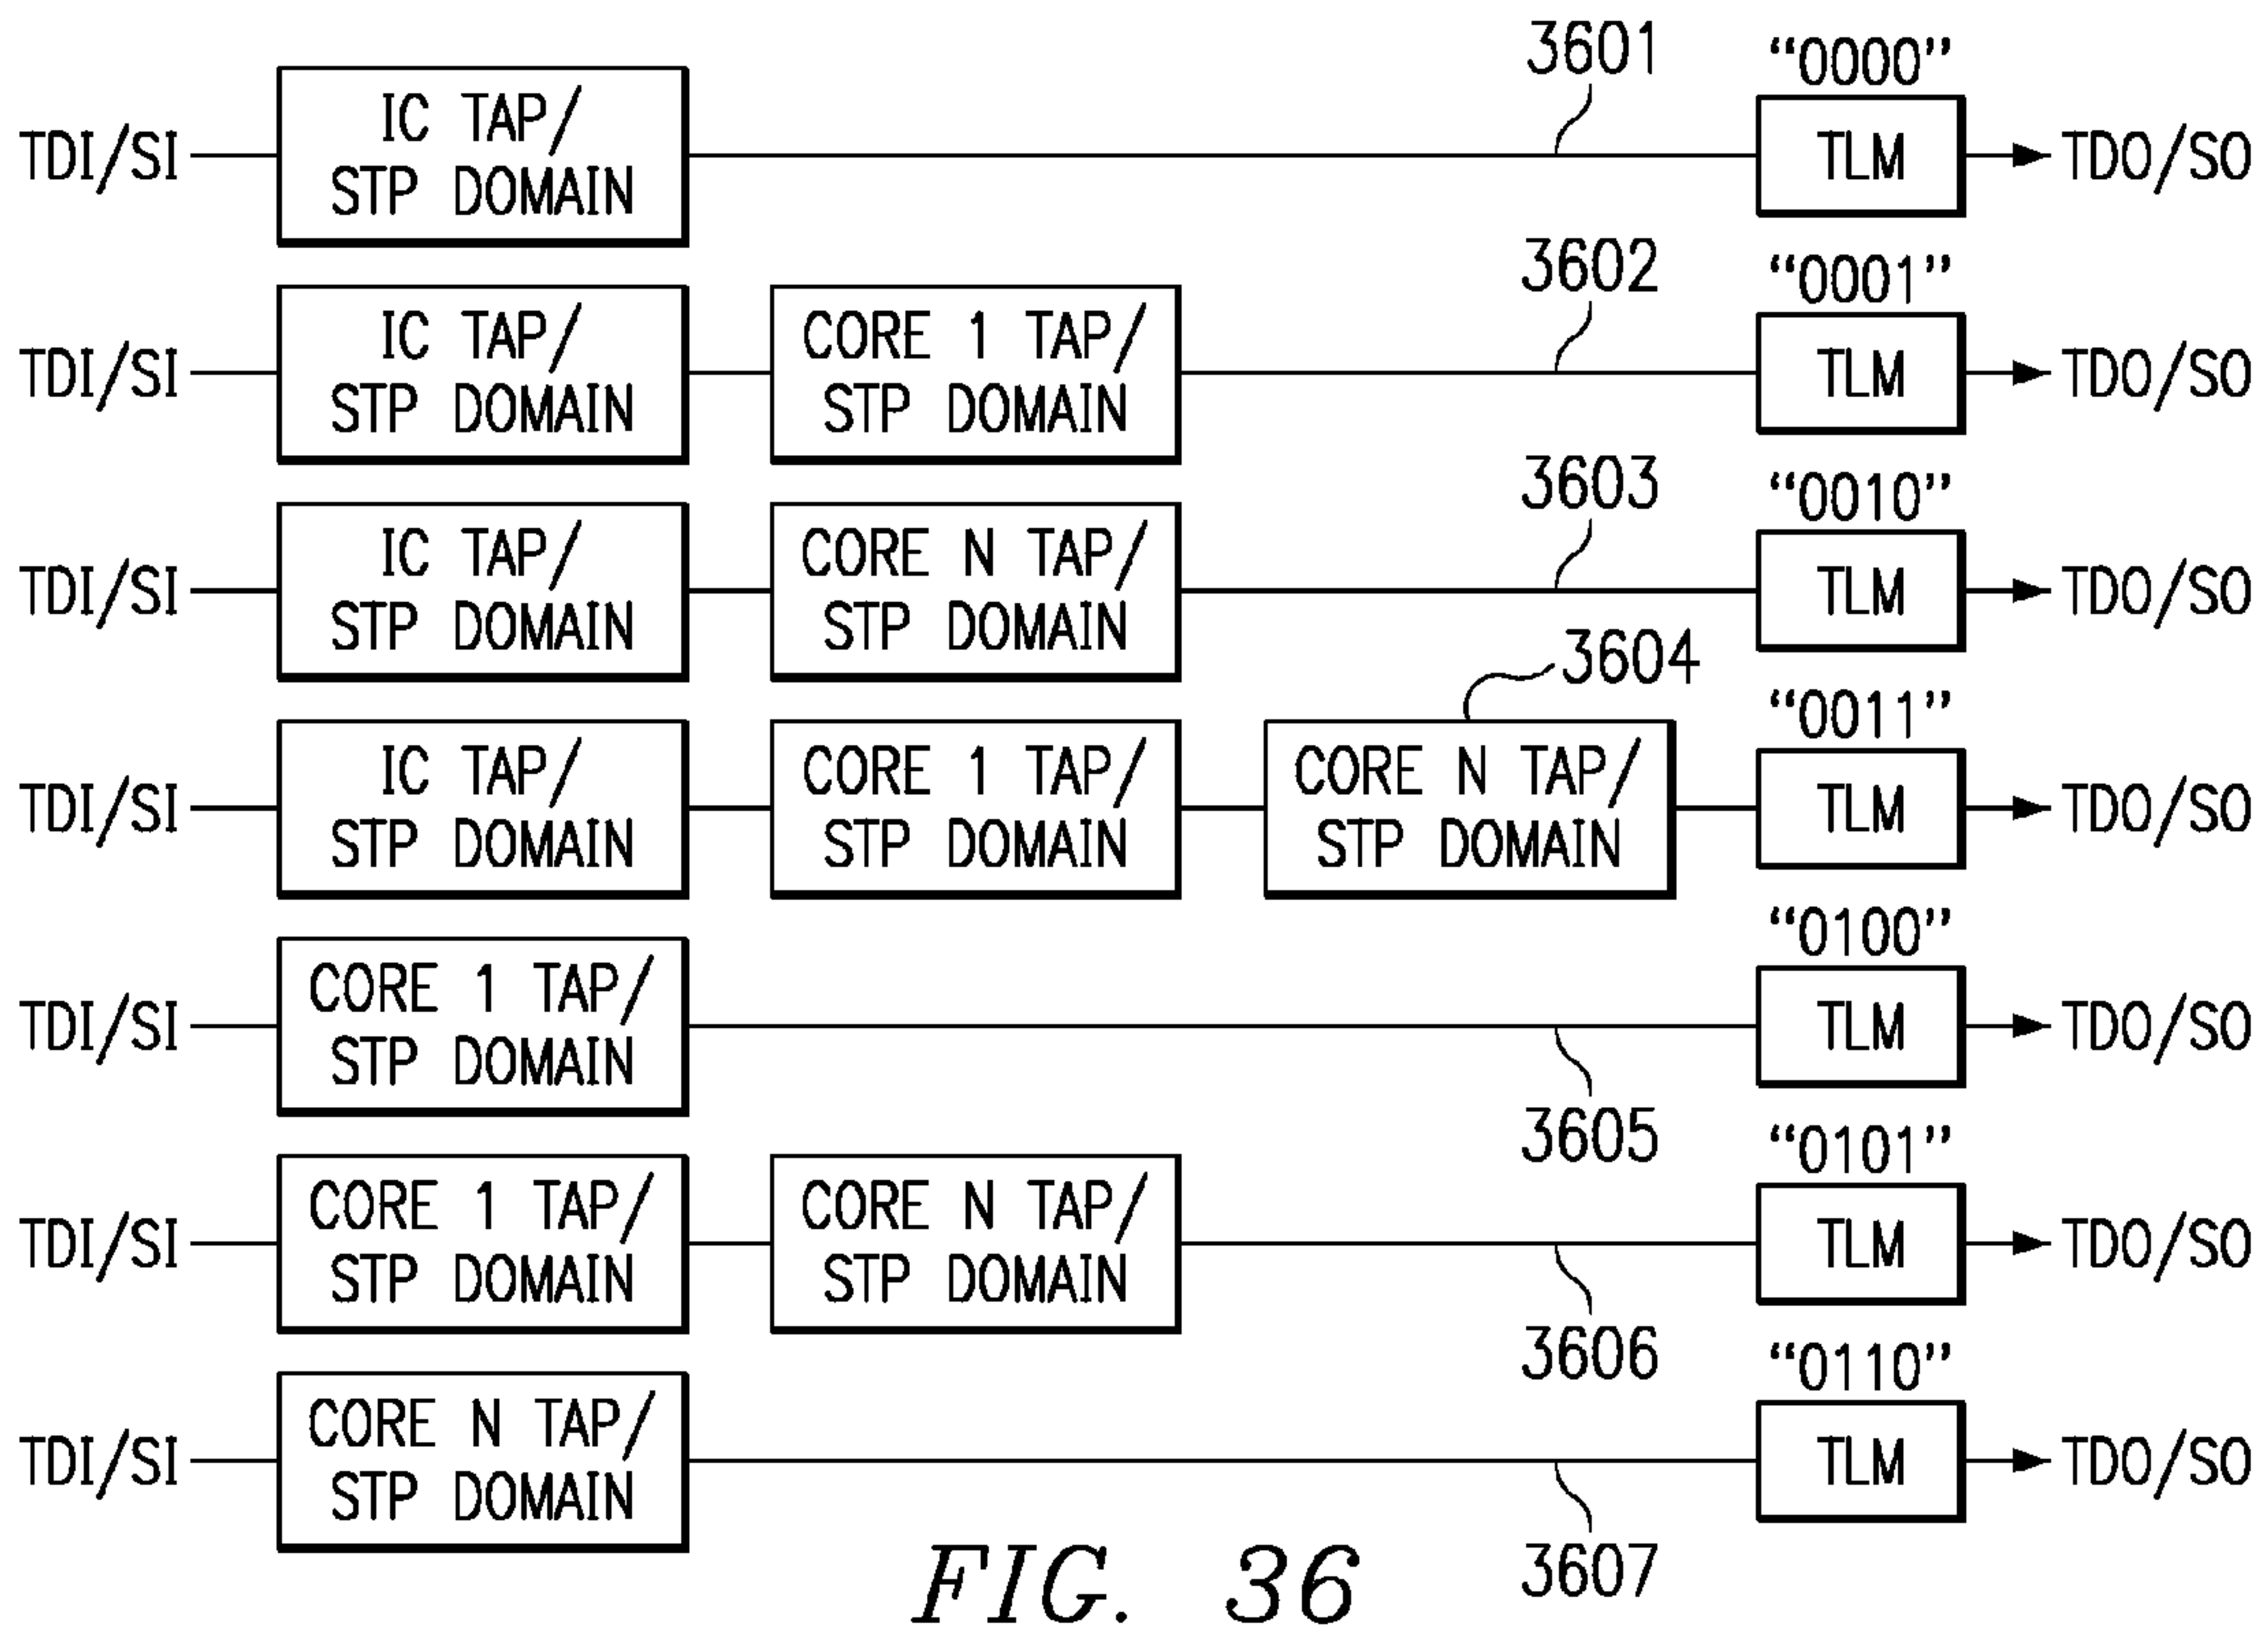 3601
“0000”
TDI/SI
IC TAP/
STP DOMAIN
TLM
TDO/SO
3602
“0001”
TDI/SI
IC TAP/
STP DOMAIN
CORE 1 TAP/
STP DOMAIN
TLM
TDO/SO
3603
“0010”
TDI/SI
IC TAP/
STP DOMAIN
CORE N TAP/
STP DOMAIN
TLM
TDO/SO
3604
“0011”
TDI/SI
IC TAP/
STP DOMAIN
CORE 1 TAP/
STP DOMAIN
CORE N TAP/
STP DOMAIN
TLM
TDO/SO
“0100”
TDI/SI
CORE 1 TAP/
STP DOMAIN
TLM
TDO/SO
3605
“0101”
TDI/SI
CORE 1 TAP/
STP DOMAIN
CORE N TAP/
STP DOMAIN
TLM
TDO/SO
3606
“0110”
TDI/SI
CORE N TAP/
STP DOMAIN
TLM
TDO/SO
3607
FIG. 36